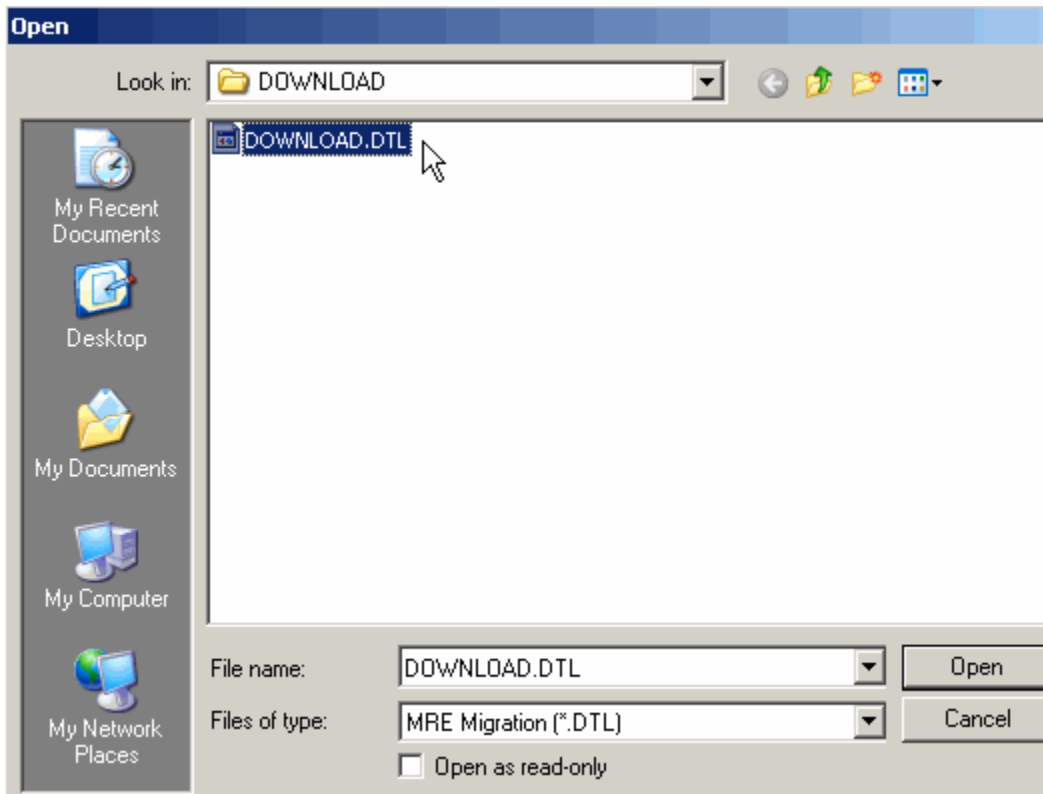 Open
Look in:
DOWNLOAD
DOWNLOAD.DTL
My Recent
Documents
Desktop
My Documents
My Computer
My Network
Places
File name:
DOWNLOAD.DTL
Open
Files of type:
MRE Migration (*.DTL)
Cancel
Open as read-only